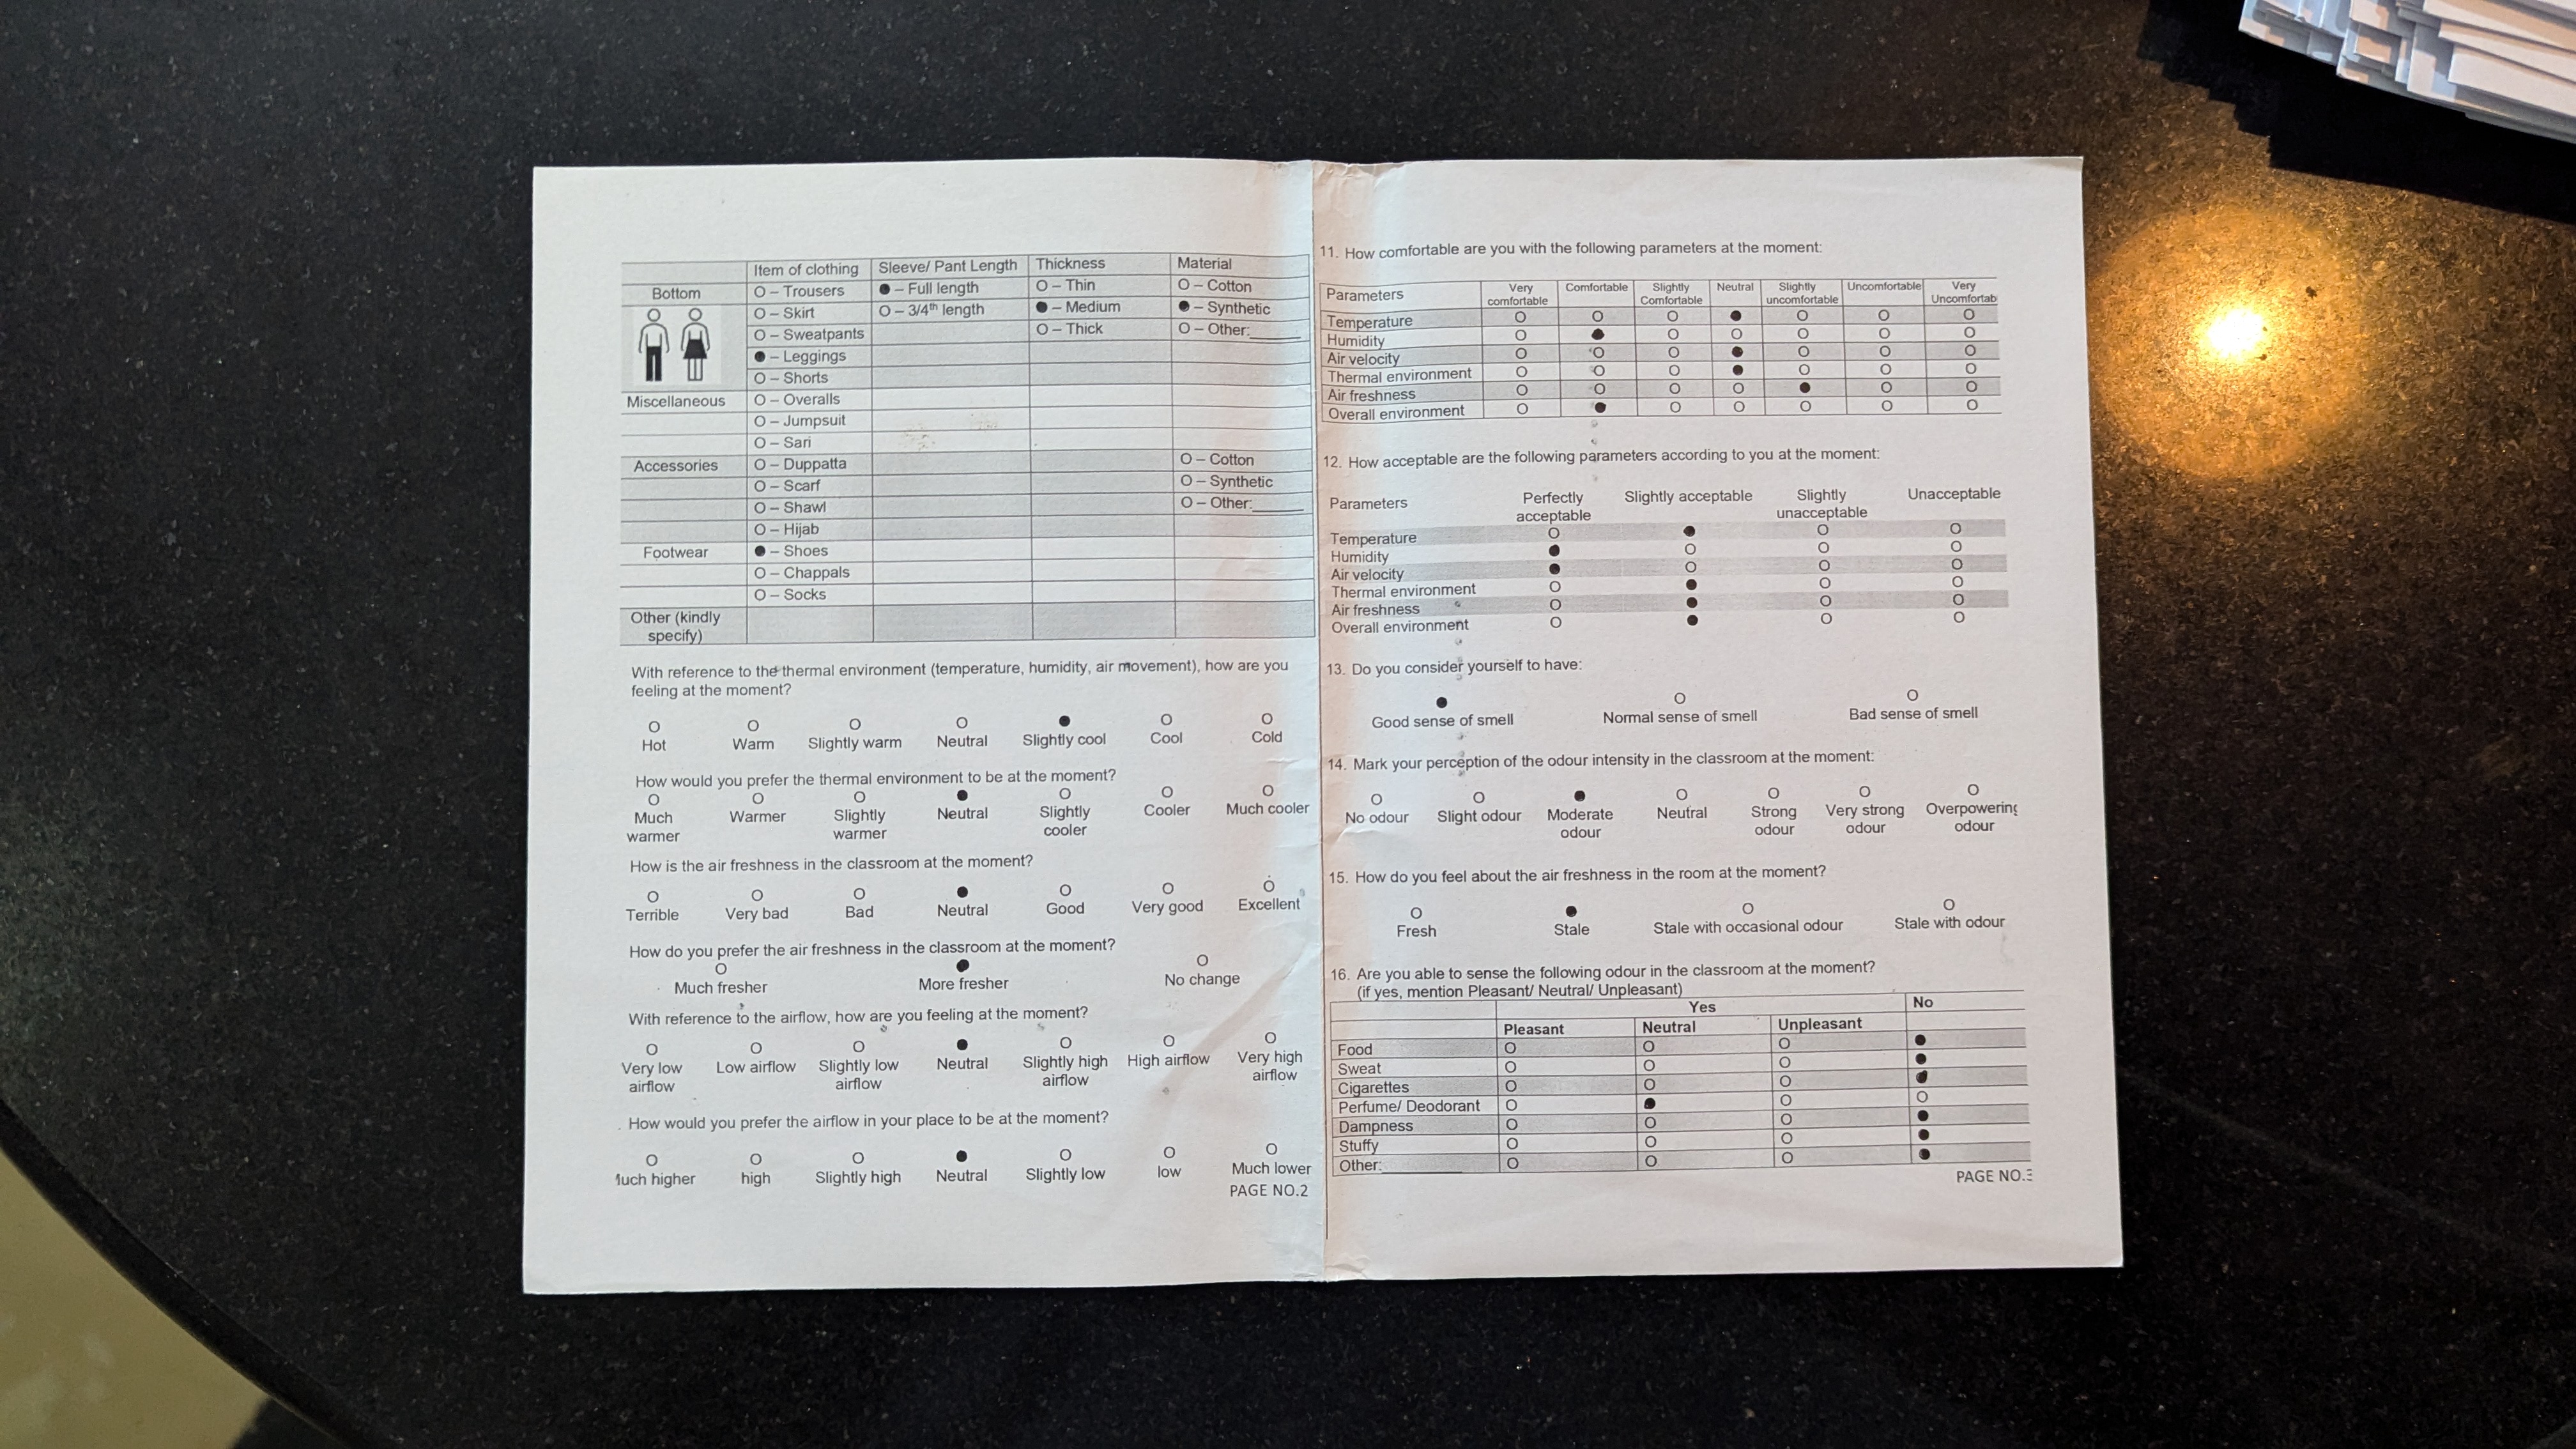 Item of clothing Sleeve/ Pant Length Thickness Material
Bottom O – Trousers ● – Full length O – Thin O – Cotton
O – Skirt O – 3/4th length ● – Medium ● – Synthetic
O – Sweatpants O – Thick O – Other:______
● – Leggings
O – Shorts
Miscellaneous O – Overalls
O – Jumpsuit
O – Sari
Accessories O – Duppatta O – Cotton
O – Scarf O – Synthetic
O – Shawl O – Other:______
O – Hijab
Footwear ● – Shoes
O – Chappals
O – Socks
Other (kindly
specify)
With reference to the thermal environment (temperature, humidity, air movement), how are you
feeling at the moment?
O O O O ● O O
Hot Warm Slightly warm Neutral Slightly cool Cool Cold
How would you prefer the thermal environment to be at the moment?
O O O ● O O O
Much Warmer Slightly Neutral Slightly Cooler Much cooler
warmer warmer cooler
How is the air freshness in the classroom at the moment?
O O O ● O O O
Terrible Very bad Bad Neutral Good Very good Excellent
How do you prefer the air freshness in the classroom at the moment?
O ● O
Much fresher More fresher No change
With reference to the airflow, how are you feeling at the moment?
O O O ● O O O
Very low Low airflow Slightly low Neutral Slightly high High airflow Very high
airflow airflow airflow airflow
How would you prefer the airflow in your place to be at the moment?
O O O ● O O O
uch higher high Slightly high Neutral Slightly low low Much lower
PAGE NO.2
11. How comfortable are you with the following parameters at the moment:
Parameters Very Comfortable Slightly Neutral Slightly Uncomfortable Very
comfortable Comfortable uncomfortable Uncomfortab
Temperature O O O ● O O O
Humidity O ● O O O O O
Air velocity O O O ● O O O
Thermal environment O O O ● O O O
Air freshness O O O O ● O O
Overall environment O ● O O O O O
12. How acceptable are the following parameters according to you at the moment:
Parameters Perfectly Slightly acceptable Slightly Unacceptable
acceptable unacceptable
Temperature O ● O O
Humidity ● O O O
Air velocity ● O O O
Thermal environment O ● O O
Air freshness O ● O O
Overall environment O ● O O
13. Do you consider yourself to have:
● O O
Good sense of smell Normal sense of smell Bad sense of smell
14. Mark your perception of the odour intensity in the classroom at the moment:
O O ● O O O O
No odour Slight odour Moderate Neutral Strong Very strong Overpowering
odour odour odour odour
15. How do you feel about the air freshness in the room at the moment?
O ● O O
Fresh Stale Stale with occasional odour Stale with odour
16. Are you able to sense the following odour in the classroom at the moment?
(if yes, mention Pleasant/ Neutral/ Unpleasant)
Yes No
Pleasant Neutral Unpleasant
Food O O O ●
Sweat O O O ●
Cigarettes O O O ●
Perfume/ Deodorant O ● O O
Dampness O O O ●
Stuffy O O O ●
Other:__________ O O O ●
PAGE NO.3